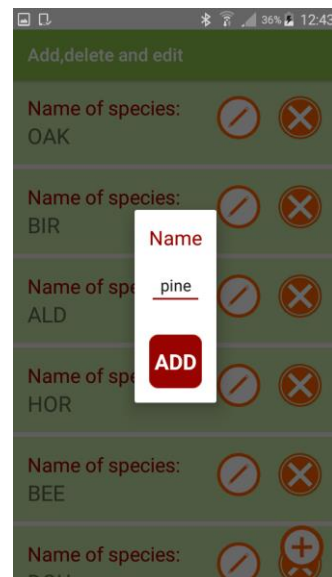 36% 12:43
Add,delete and edit
Name of species:
OAK
Name of species:
BIR
Name
Name of spe
ALD
pine
ADD
Name of spe
HOR
Name of species:
BEE
Name of species: